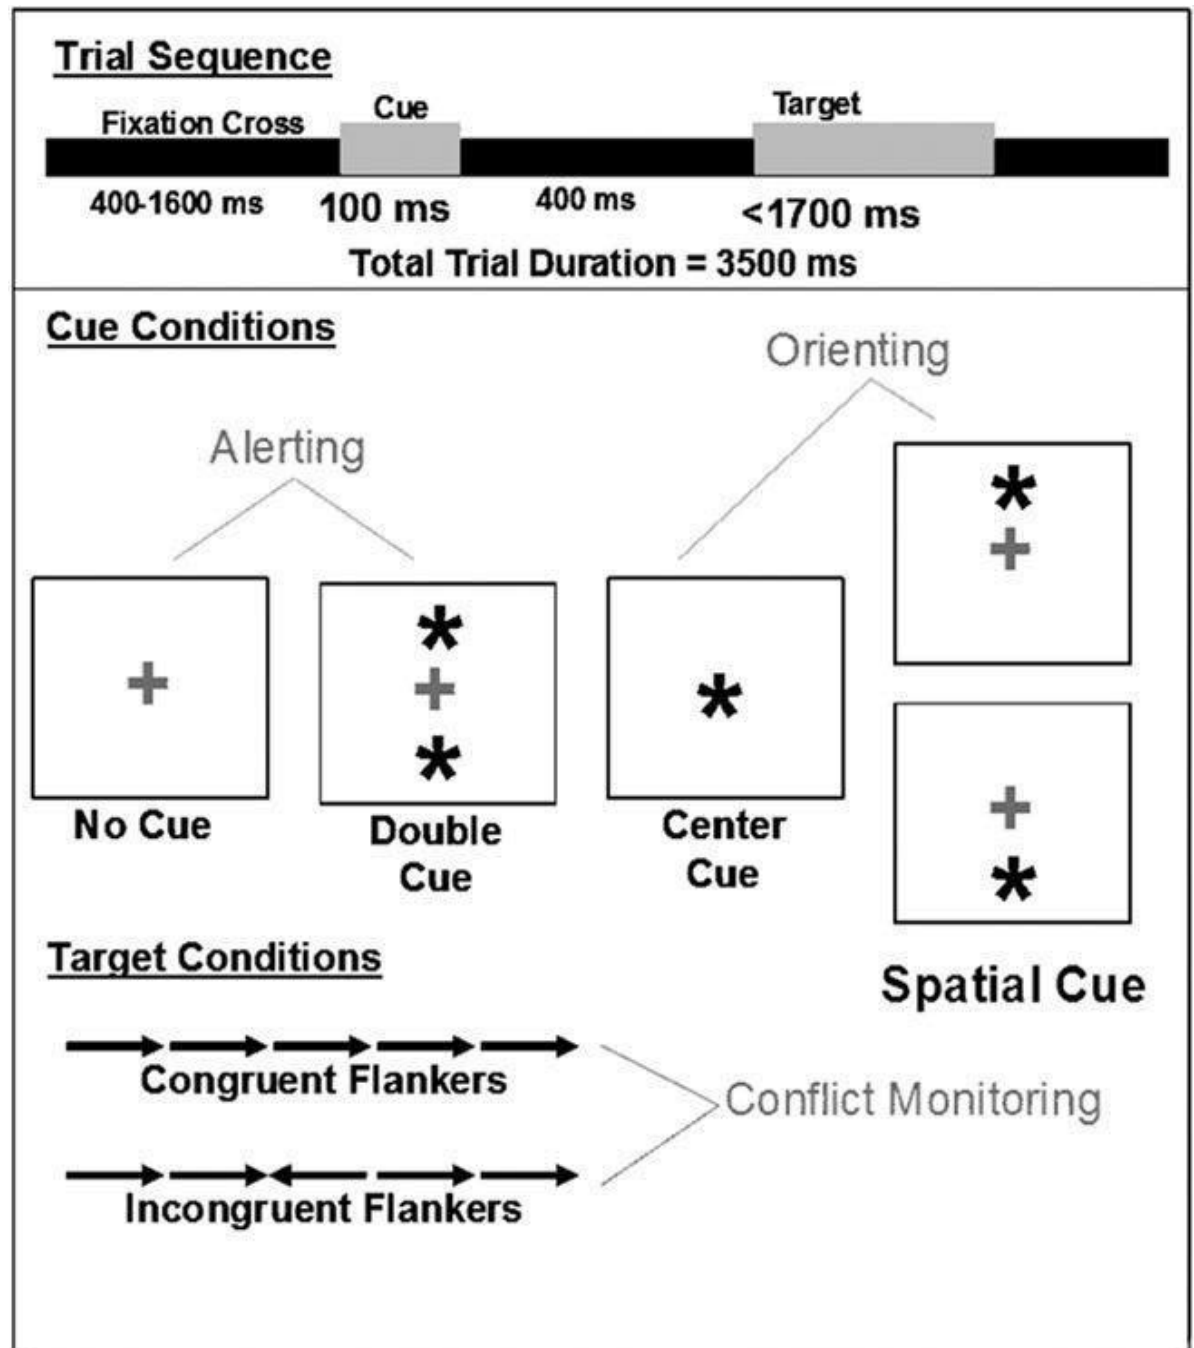 Trial Sequence
Fixation Cross
Cue
Target
400-1600 ms
100 ms
400 ms
<1700 ms
Total Trial Duration = 3500 ms
Cue Conditions
Orienting
Alerting
No Cue
Double
Cue
Center
Cue
Spatial Cue
Target Conditions
Congruent Flankers
Conflict Monitoring
Incongruent Flankers